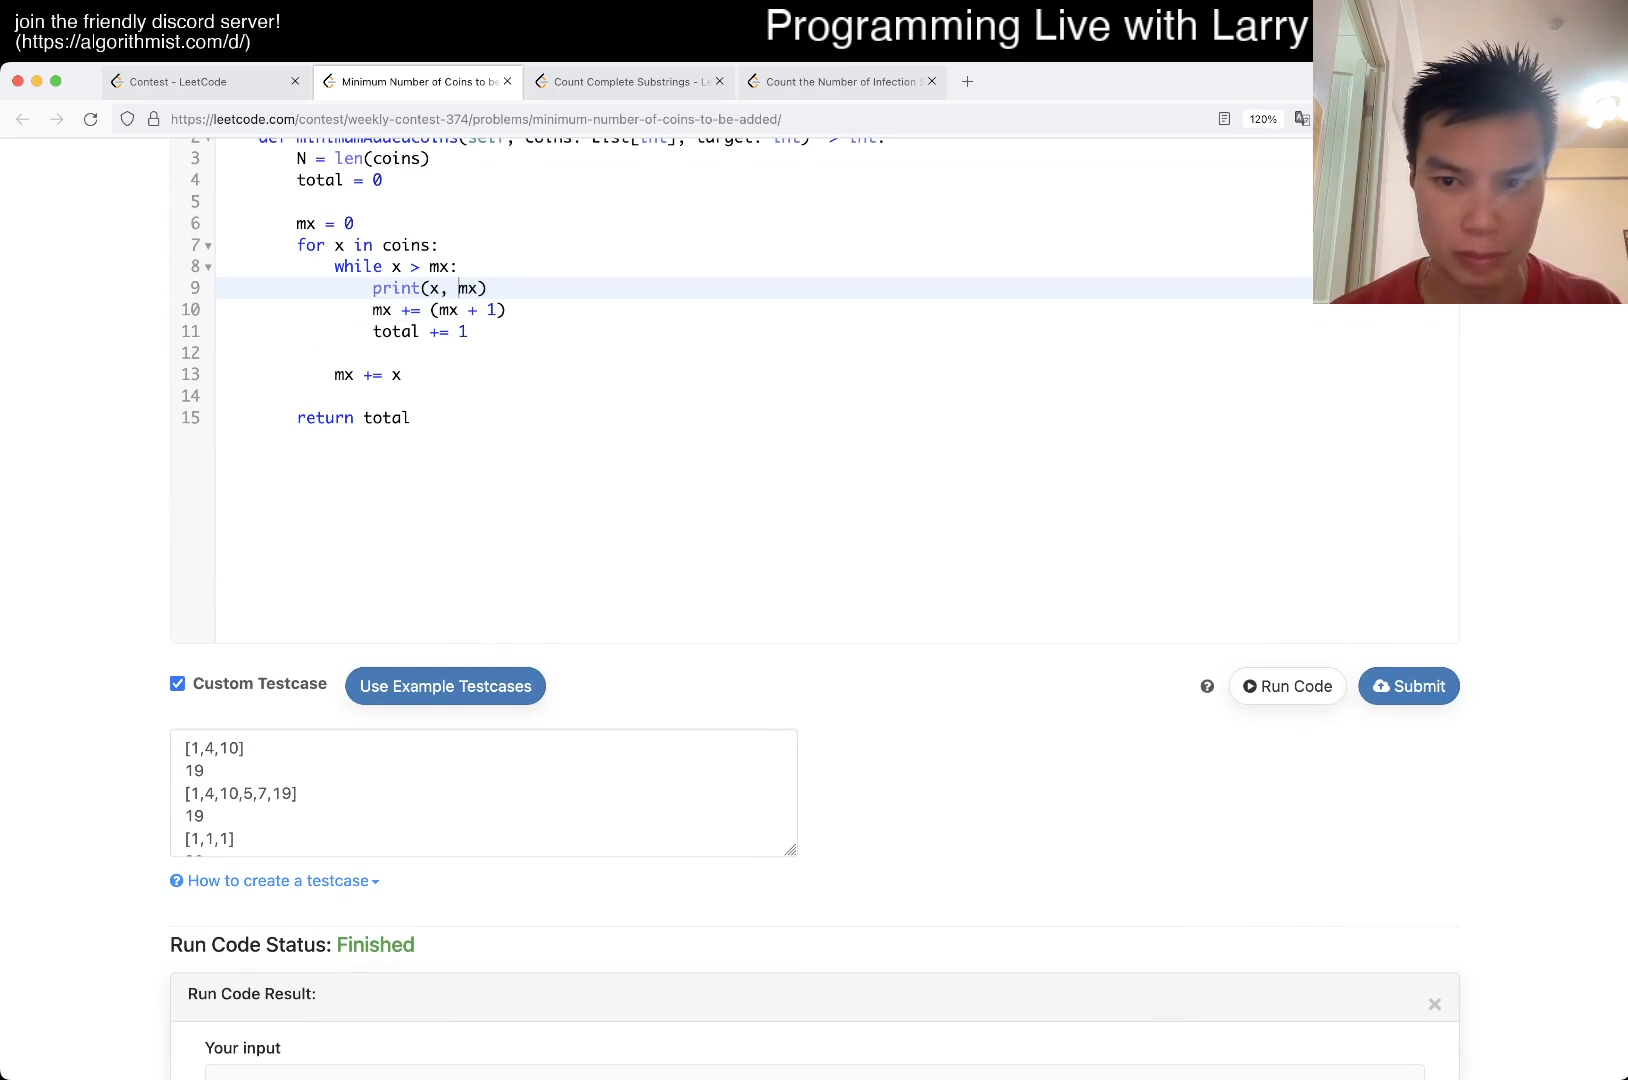 join the friendly discord server!
(https://algorithmist.com/d/)
Programming Live with Larry
Contest - LeetCode
Minimum Number of Coins to be
Count Complete Substrings - Le
Count the Number of Infection S
https://leetcode.com/contest/weekly-contest-374/problems/minimum-number-of-coins-to-be-added/
120%
3 N = len(coins)
4 total = 0
5
6 mx = 0
7 for x in coins:
8 while x > mx:
9 print(x, mx)
10 mx += (mx + 1)
11 total += 1
12
13 mx += x
14
15 return total
Custom Testcase
Use Example Testcases
Run Code
Submit
[1,4,10]
19
[1,4,10,5,7,19]
19
[1,1,1]
How to create a testcase
Run Code Status: Finished
Run Code Result:
Your input